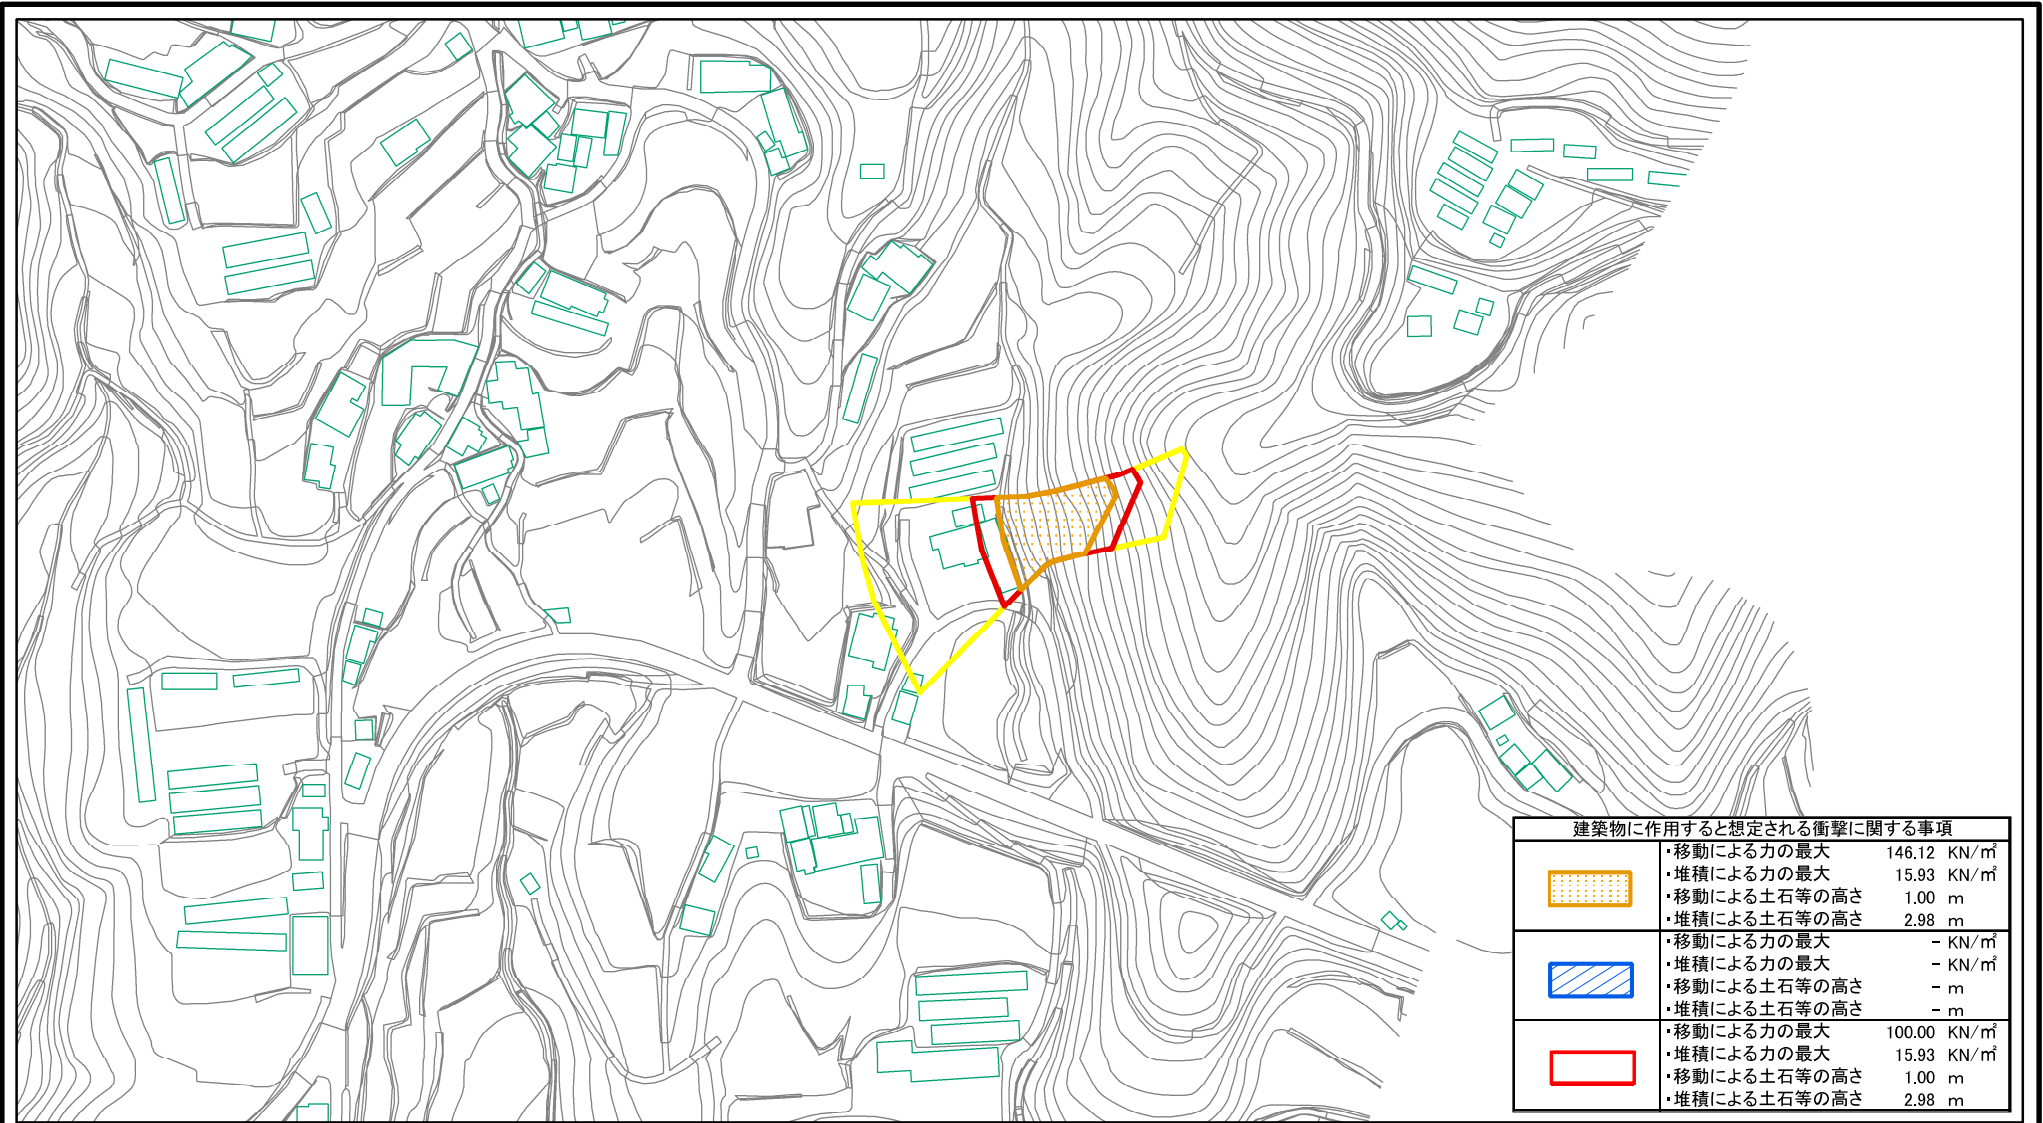 建築物に作用すると想定される衝撃に関する事項
・移動による力の最大 146.12 KN/㎡
・堆積による力の最大 15.93 KN/㎡
・移動による土石等の高さ 1.00 m
・堆積による土石等の高さ 2.98 m
・移動による力の最大 - KN/㎡
・堆積による力の最大 - KN/㎡
・移動による土石等の高さ - m
・堆積による土石等の高さ - m
・移動による力の最大 100.00 KN/㎡
・堆積による力の最大 15.93 KN/㎡
・移動による土石等の高さ 1.00 m
・堆積による土石等の高さ 2.98 m